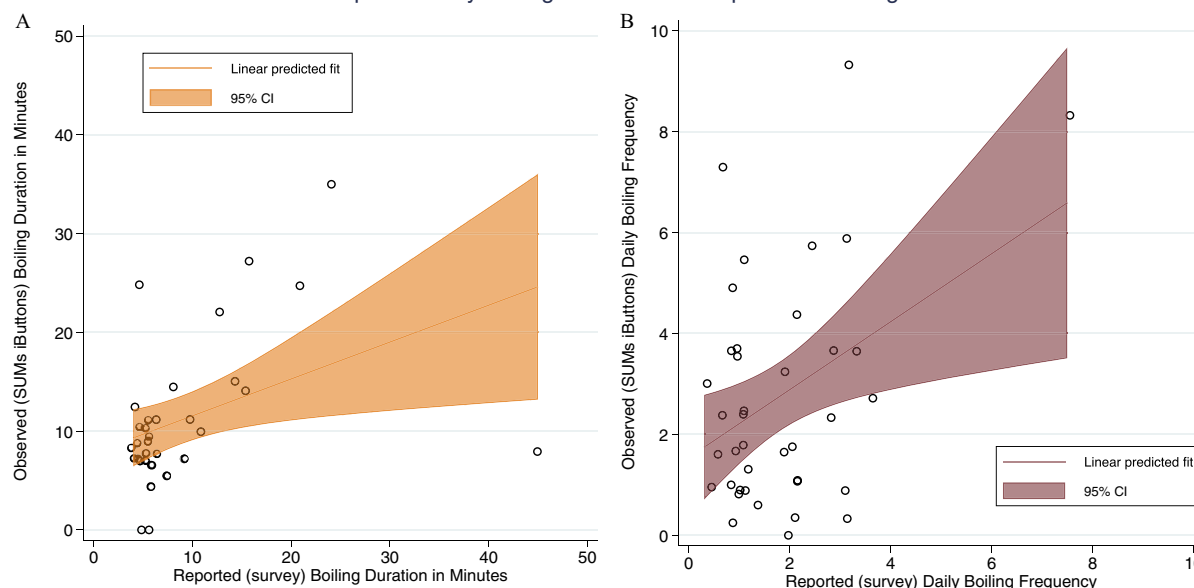 A
Observed (SUMs iButtons) Boiling Duration in Minutes
50
40
30
20
10
0
Linear predicted fit
95% CI
0 10 20 30 40 50
Reported (survey) Boiling Duration in Minutes
B
Observed (SUMs iButtons) Daily Boiling Frequency
10
8
6
4
2
0
Linear predicted fit
95% CI
0 2 4 6 8
Reported (survey) Daily Boiling Frequency